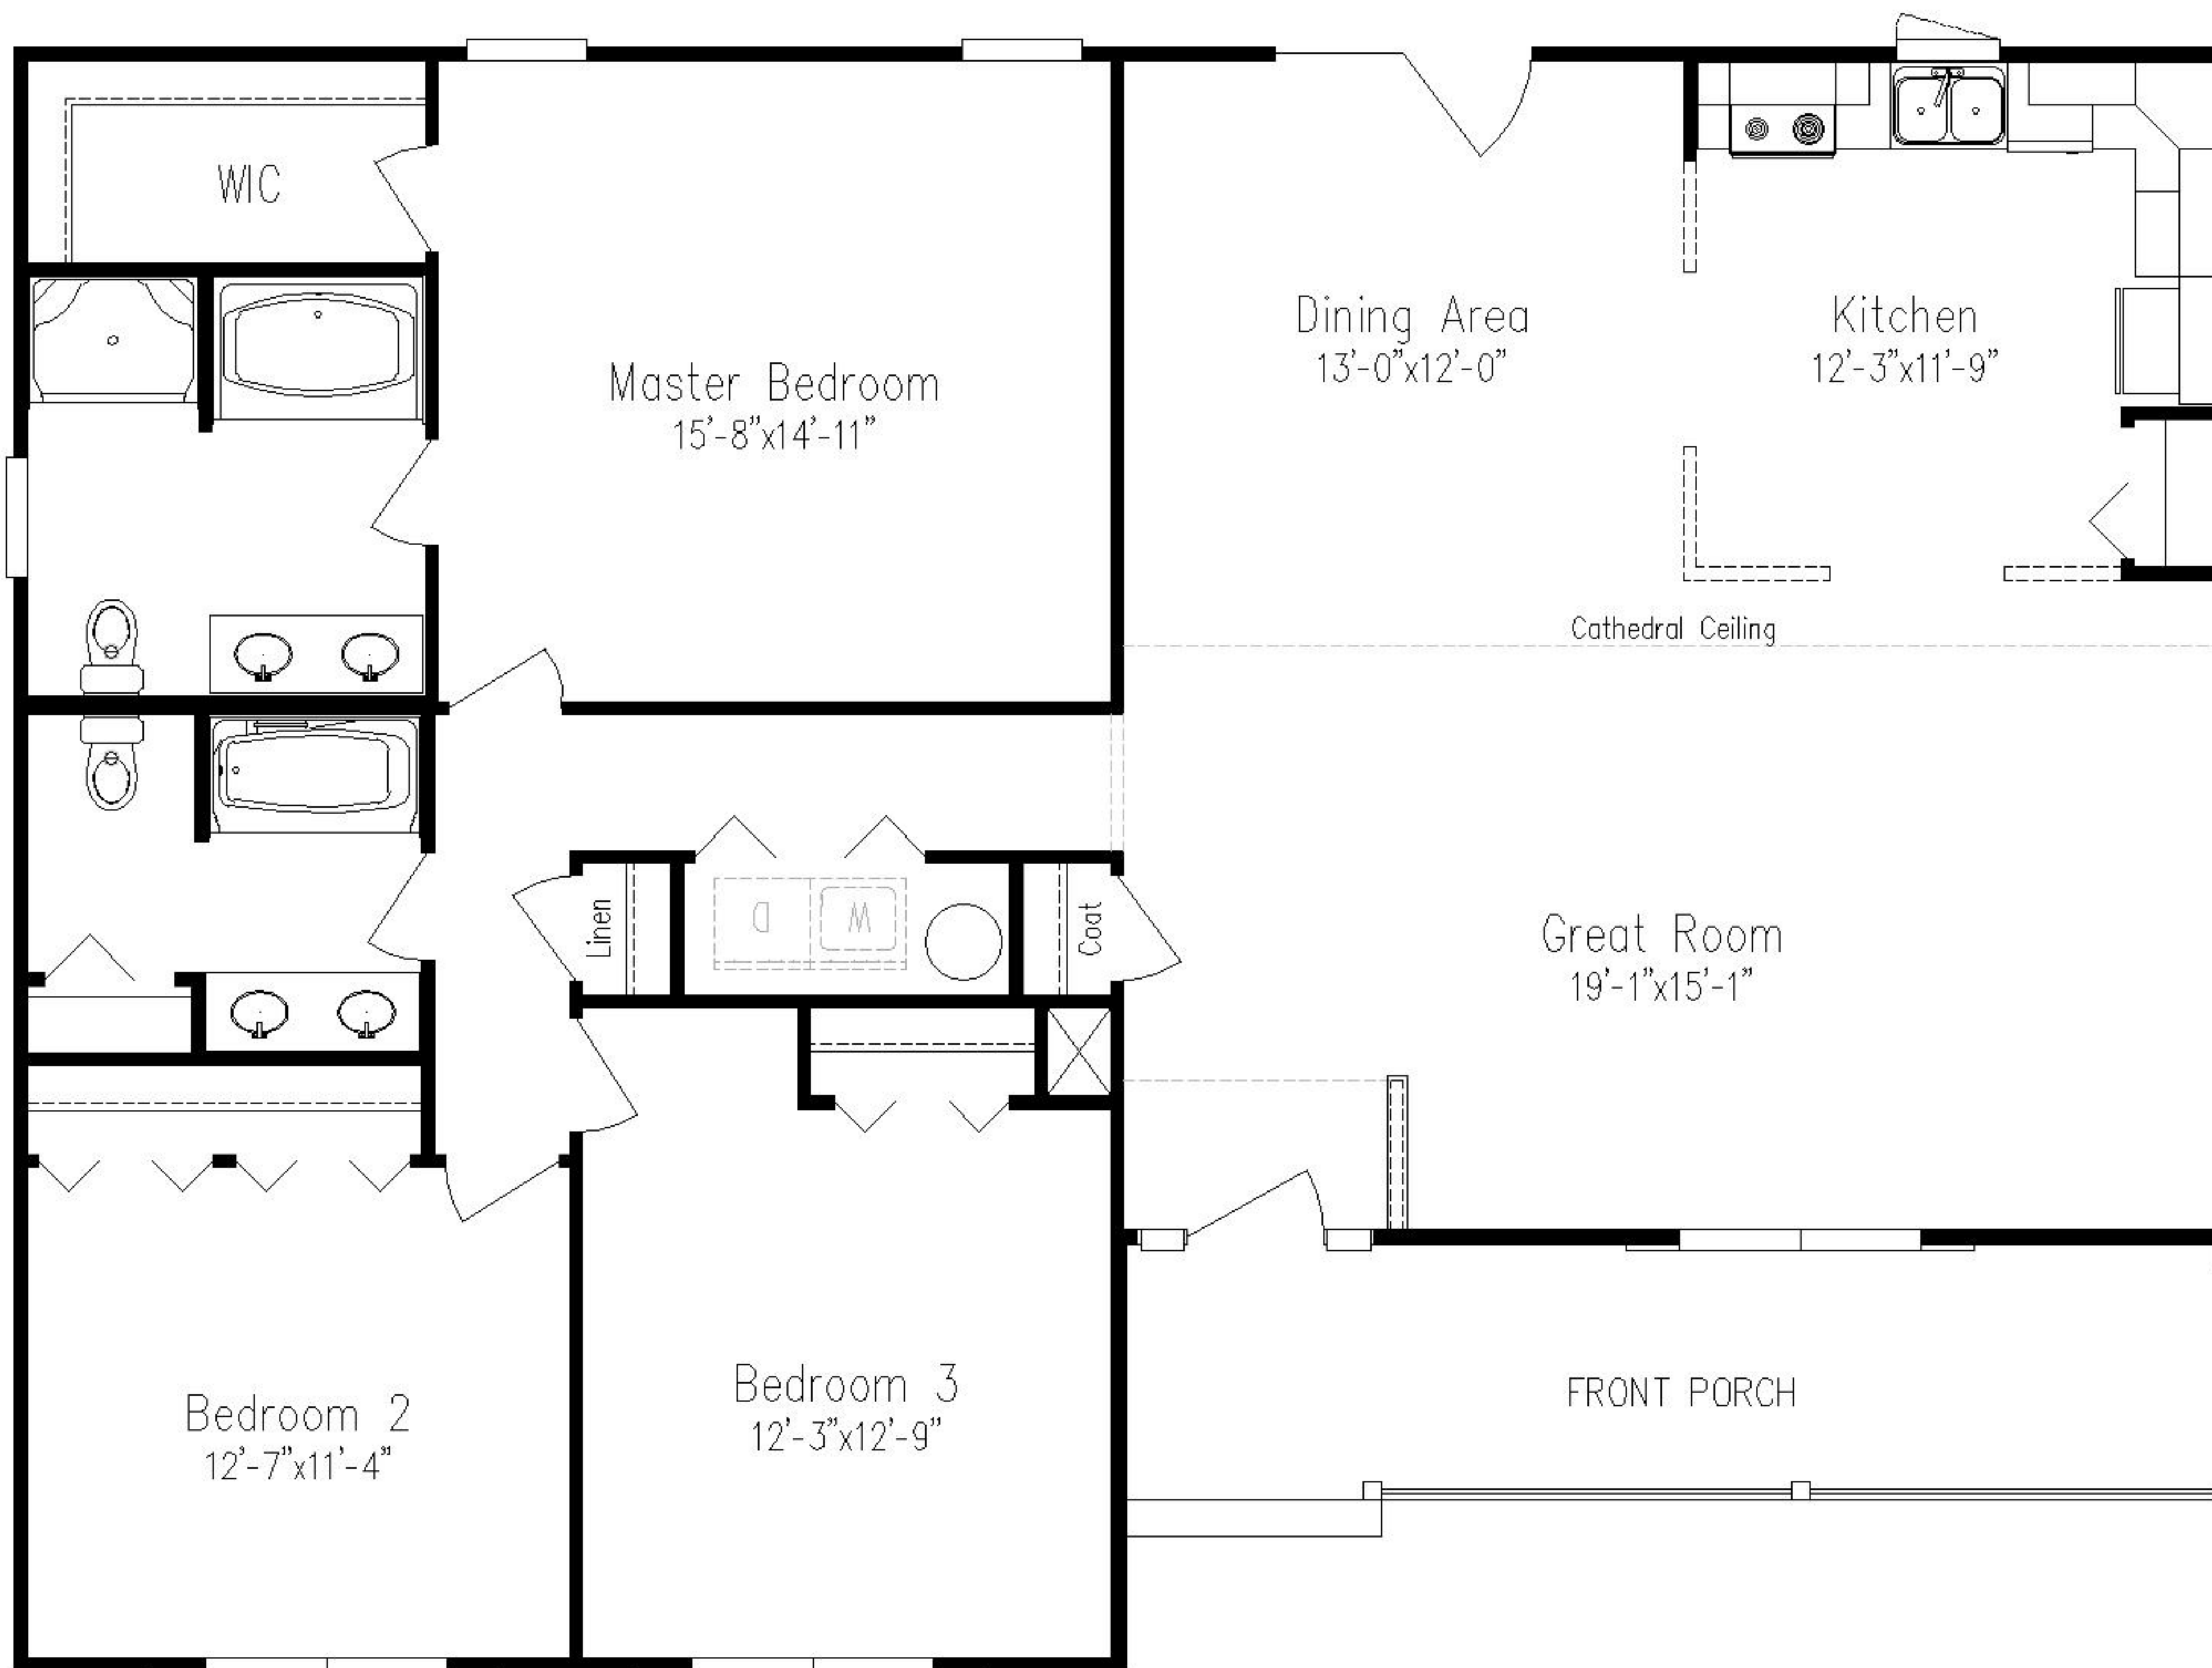 WIC
Master Bedroom
15'-8"x14'-11"
Dining Area
13'-0"x12'-0"
Kitchen
12'-3"x11'-9"
Cathedral Ceiling
Linen
D
W
Coat
Great Room
19'-1"x15'-1"
Bedroom 2
12'-7"x11'-4"
Bedroom 3
12'-3"x12'-9"
FRONT PORCH